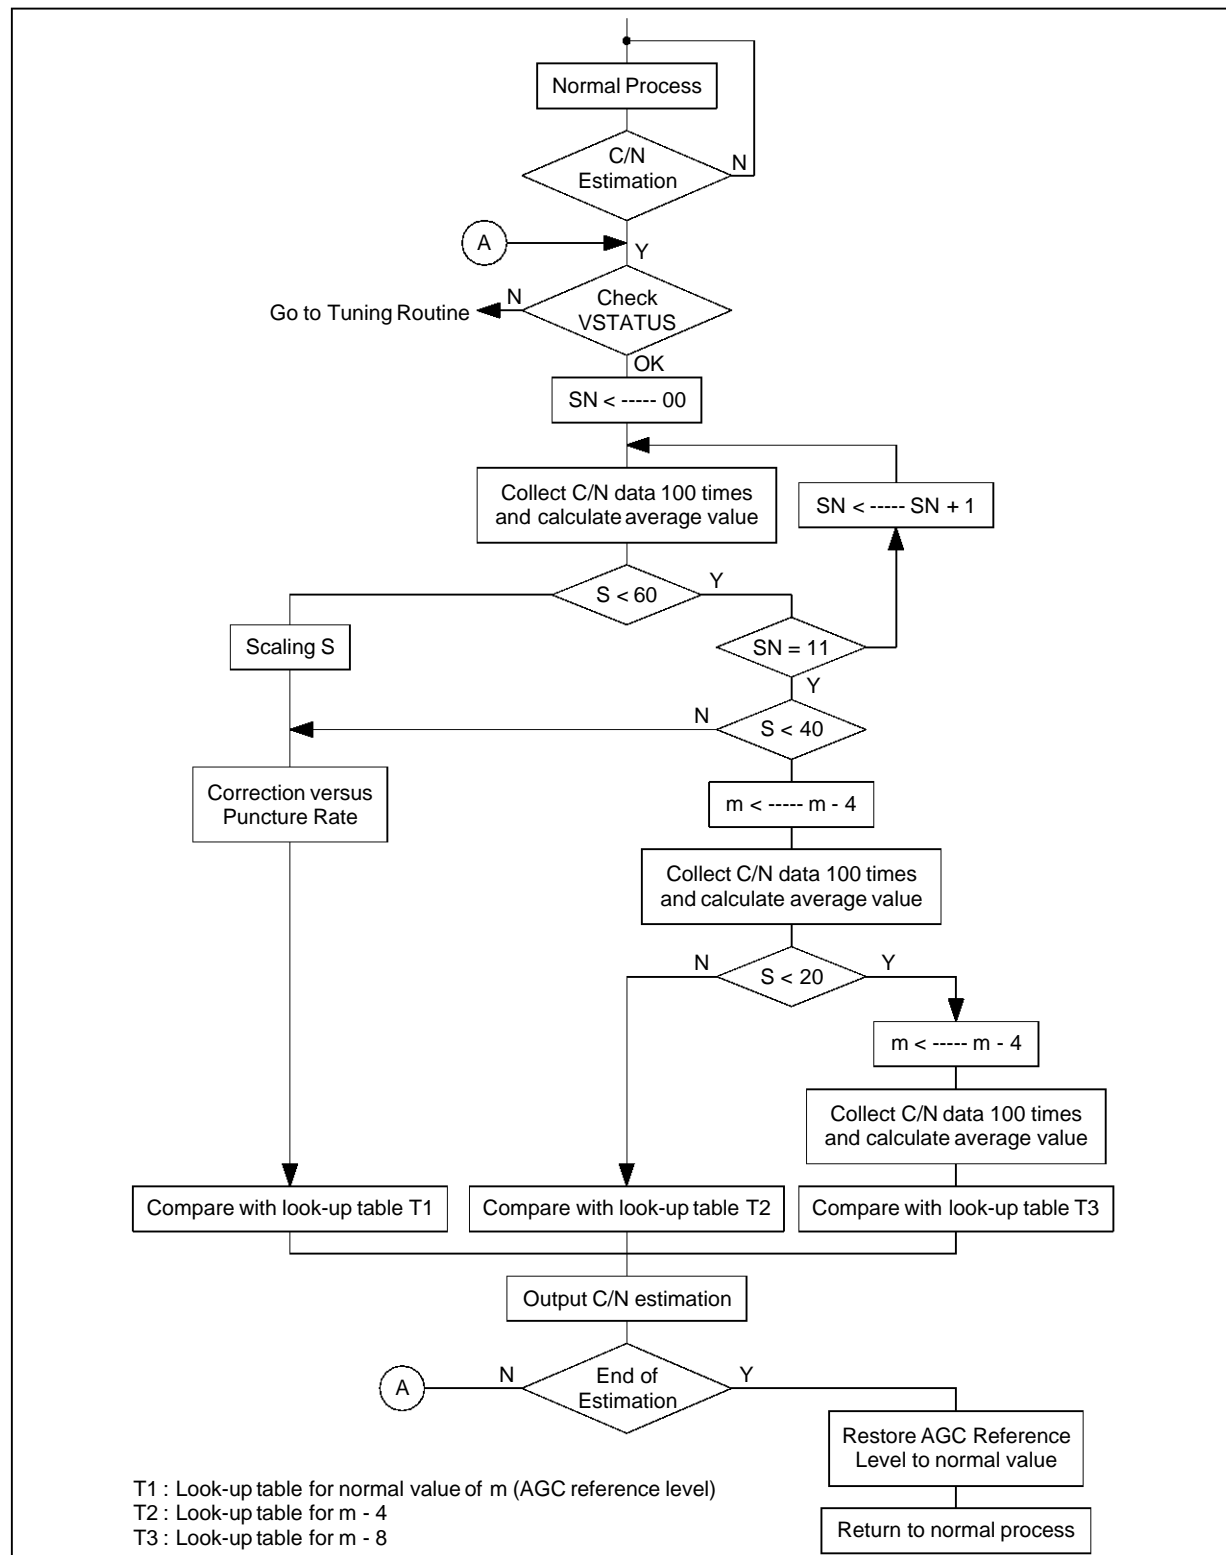 Normal Process
C/N
Estimation
N
A
Y
Check
VSTATUS
N
Go to Tuning Routine
OK
SN < ----- 00
Collect C/N data 100 times
and calculate average value
SN < ----- SN + 1
S < 60
Y
Scaling S
SN = 11
Y
N
S < 40
Correction versus
Puncture Rate
m < ----- m - 4
Collect C/N data 100 times
and calculate average value
N
S < 20
Y
m < ----- m - 4
Collect C/N data 100 times
and calculate average value
Compare with look-up table T1
Compare with look-up table T2
Compare with look-up table T3
Output C/N estimation
A
N
End of
Estimation
Y
Restore AGC Reference
Level to normal value
Return to normal process
T1 : Look-up table for normal value of m (AGC reference level)
T2 : Look-up table for m - 4
T3 : Look-up table for m - 8